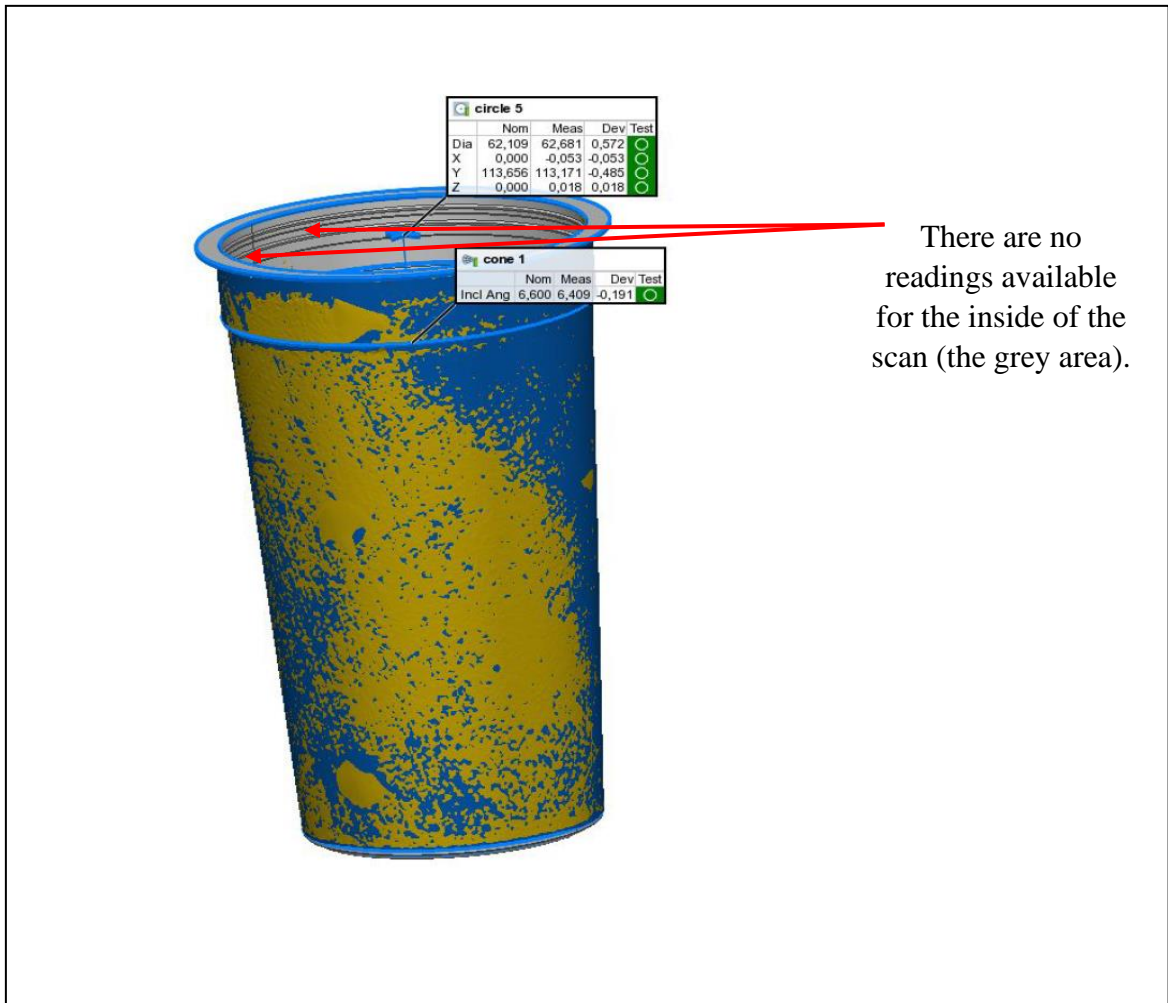 circle 5
Nom Meas Dev Test
Dia 62,109 62,681 0,572
X 0,000 -0,053 -0,053
Y 113,656 113,171 -0,485
Z 0,000 0,018 0,018
cone 1
Nom Meas Dev Test
Incl Ang 6,600 6,409 -0,191
There are no
readings available
for the inside of the
scan (the grey area).